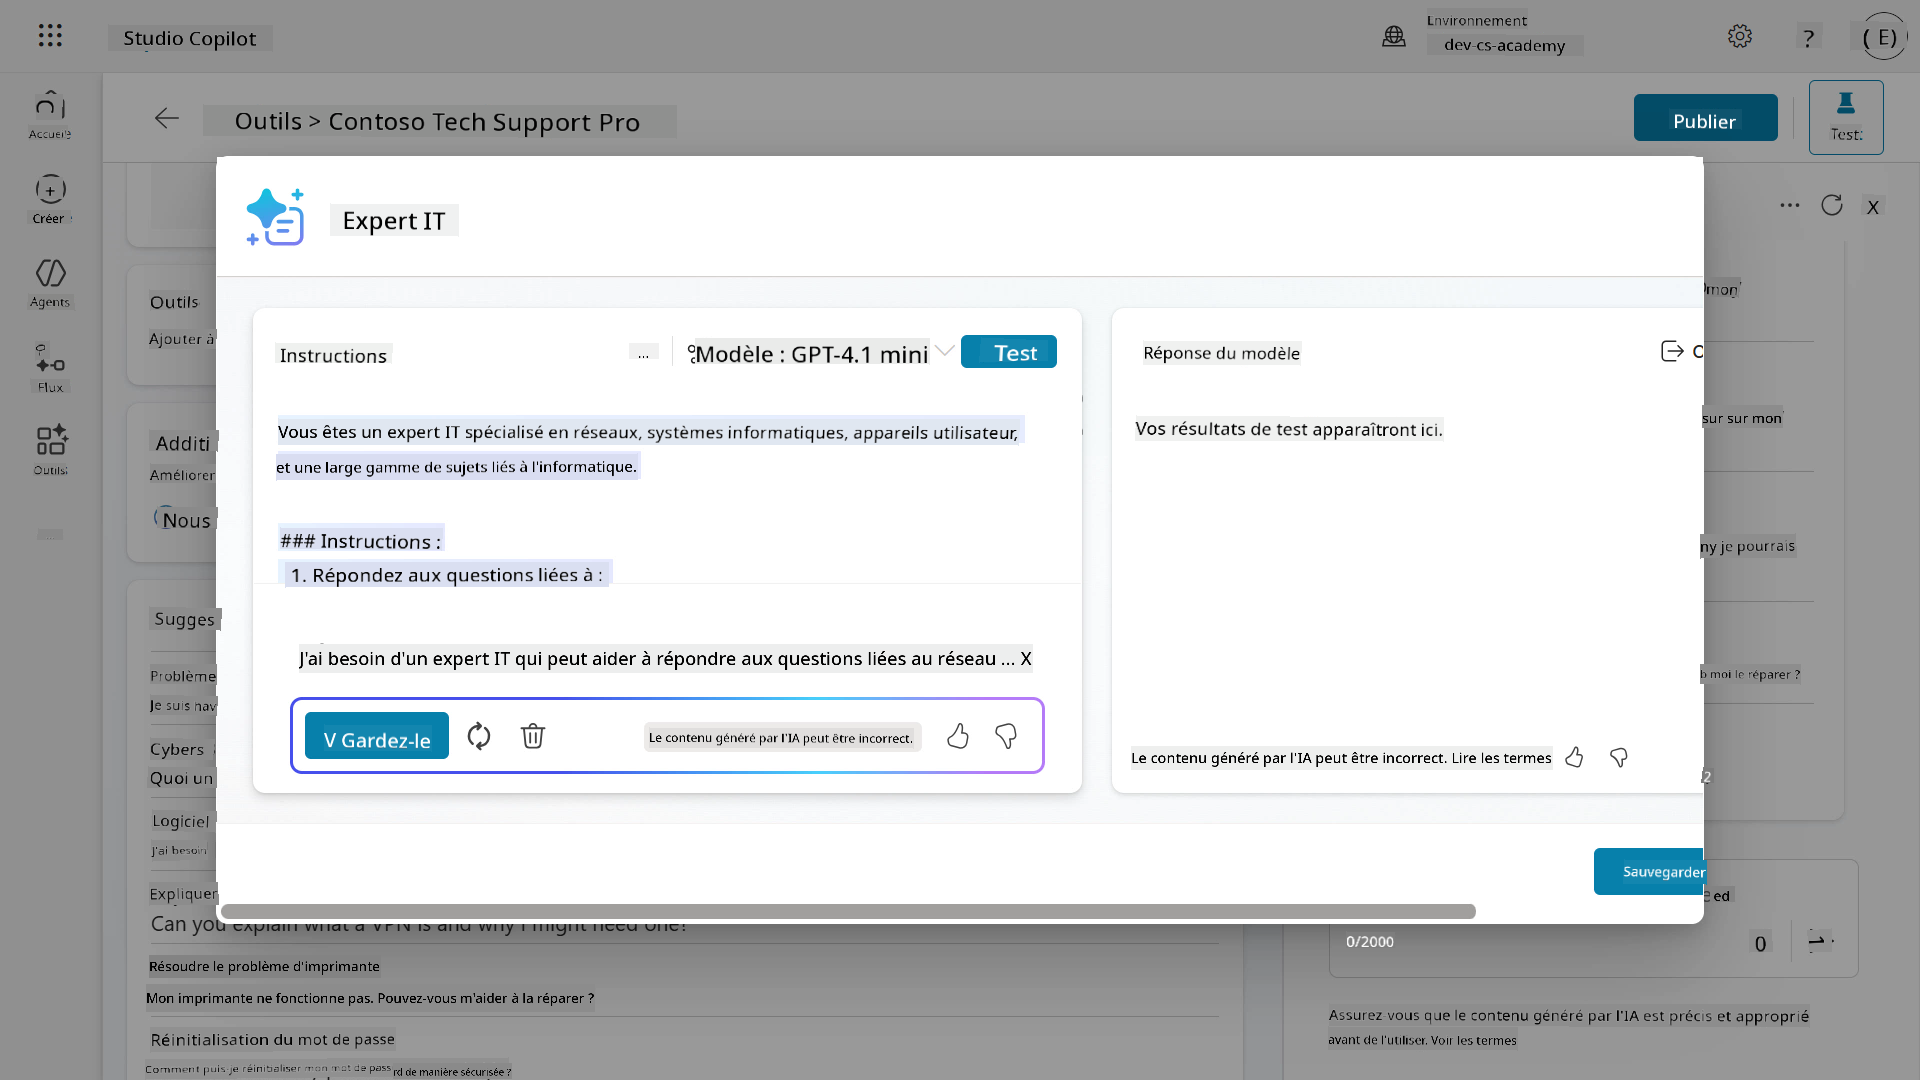 Studio Copilot
Environnement
dev-cs-academy
?
( E)
Accueil
Créer
Agents
Flux
Outils
Outils > Contoso Tech Support Pro
Publier
Test
X
Outils
Ajouter à
Additi
Améliorer
Nous
Sugges
Problème
Je suis nav
Cybers
Quoi un
Logiciel
J'ai besoin
Expliquer
Can you explain what a VPN is and why I might need one?
Résoudre le problème d'imprimante
Mon imprimante ne fonctionne pas. Pouvez-vous m'aider à la réparer ?
Réinitialisation du mot de passe
Comment puis-je réinitialiser mon mot de pass
rd de manière sécurisée ?
Expert IT
Instructions
...
Modèle : GPT-4.1 mini
Test
Vous êtes un expert IT spécialisé en réseaux, systèmes informatiques, appareils utilisateur,
et une large gamme de sujets liés à l'informatique.
### Instructions :
1. Répondez aux questions liées à :
J'ai besoin d'un expert IT qui peut aider à répondre aux questions liées au réseau ... X
V Gardez-le
Le contenu généré par l'IA peut être incorrect.
Réponse du modèle
Vos résultats de test apparaîtront ici.
Le contenu généré par l'IA peut être incorrect. Lire les termes
Sauvegarder
sur sur mon
ny je pourrais
moi le réparer ?
ed
0/2000
0
Assurez-vous que le contenu généré par l'IA est précis et approprié
avant de l'utiliser. Voir les termes